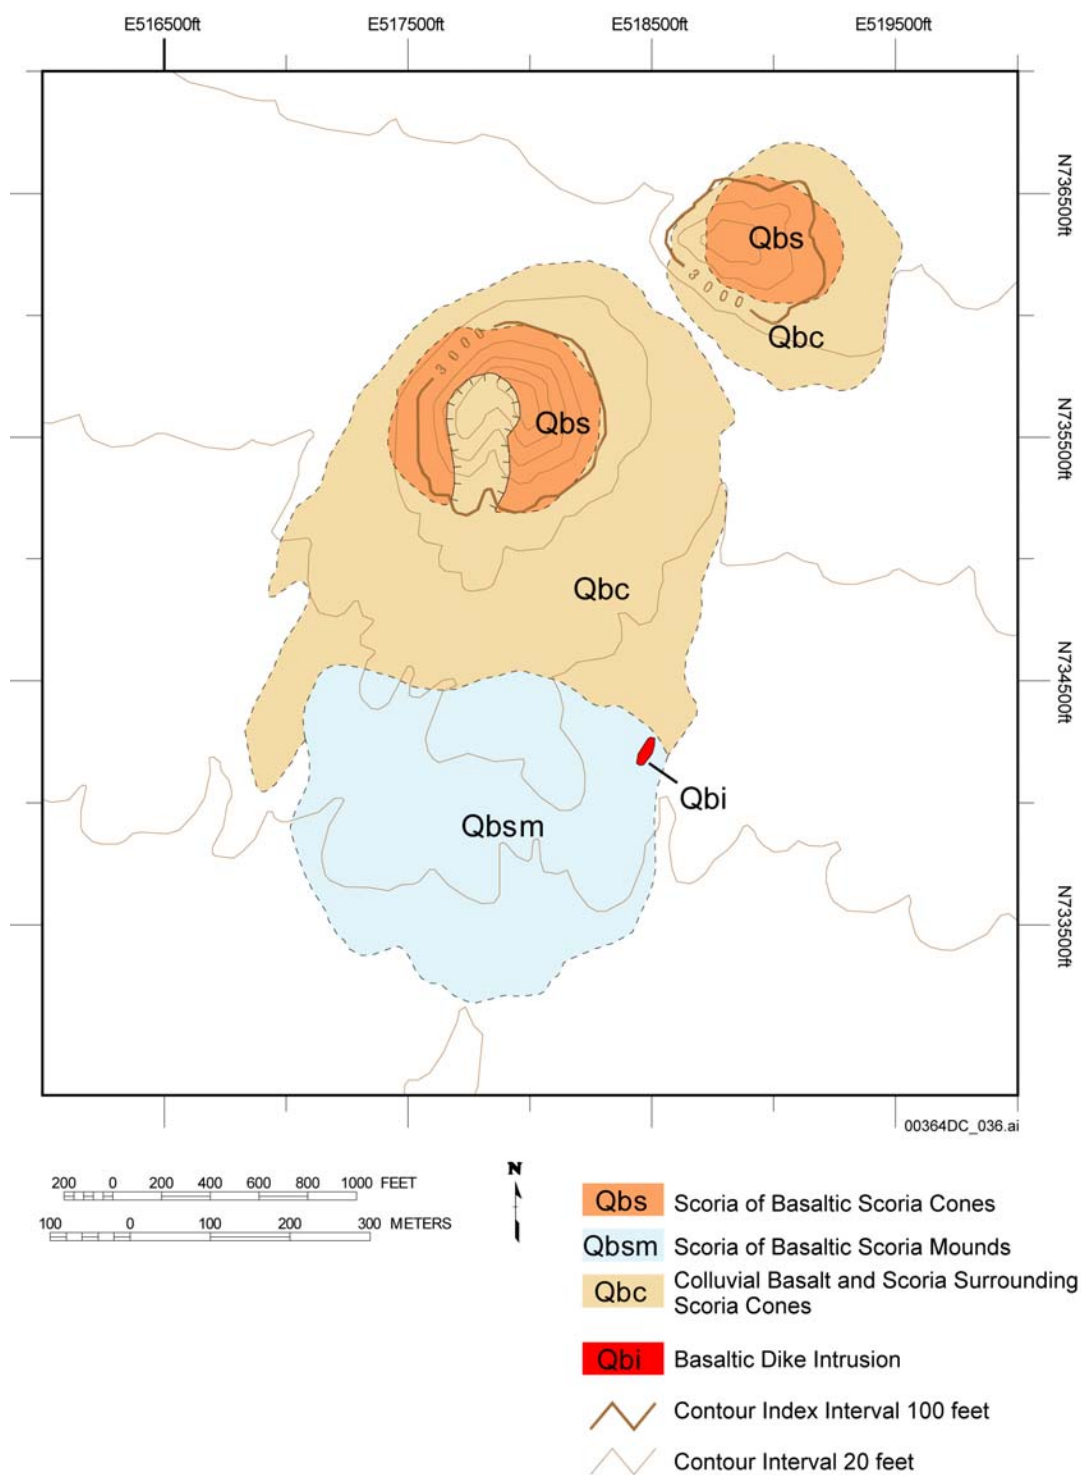 E516500ft E517500ft E518500ft E519500ft
N736500ft
Qbs
3000
Qbc
3000
Qbs
N735500ft
Qbc
N734500ft
Qbi
Qbsm
N733500ft
00364DC_036.ai
200 0 200 400 600 800 1000 FEET
100 0 100 200 300 METERS
N
Qbs Scoria of Basaltic Scoria Cones
Qbsm Scoria of Basaltic Scoria Mounds
Qbc Colluvial Basalt and Scoria Surrounding
Scoria Cones
Qbi Basaltic Dike Intrusion
Contour Index Interval 100 feet
Contour Interval 20 feet